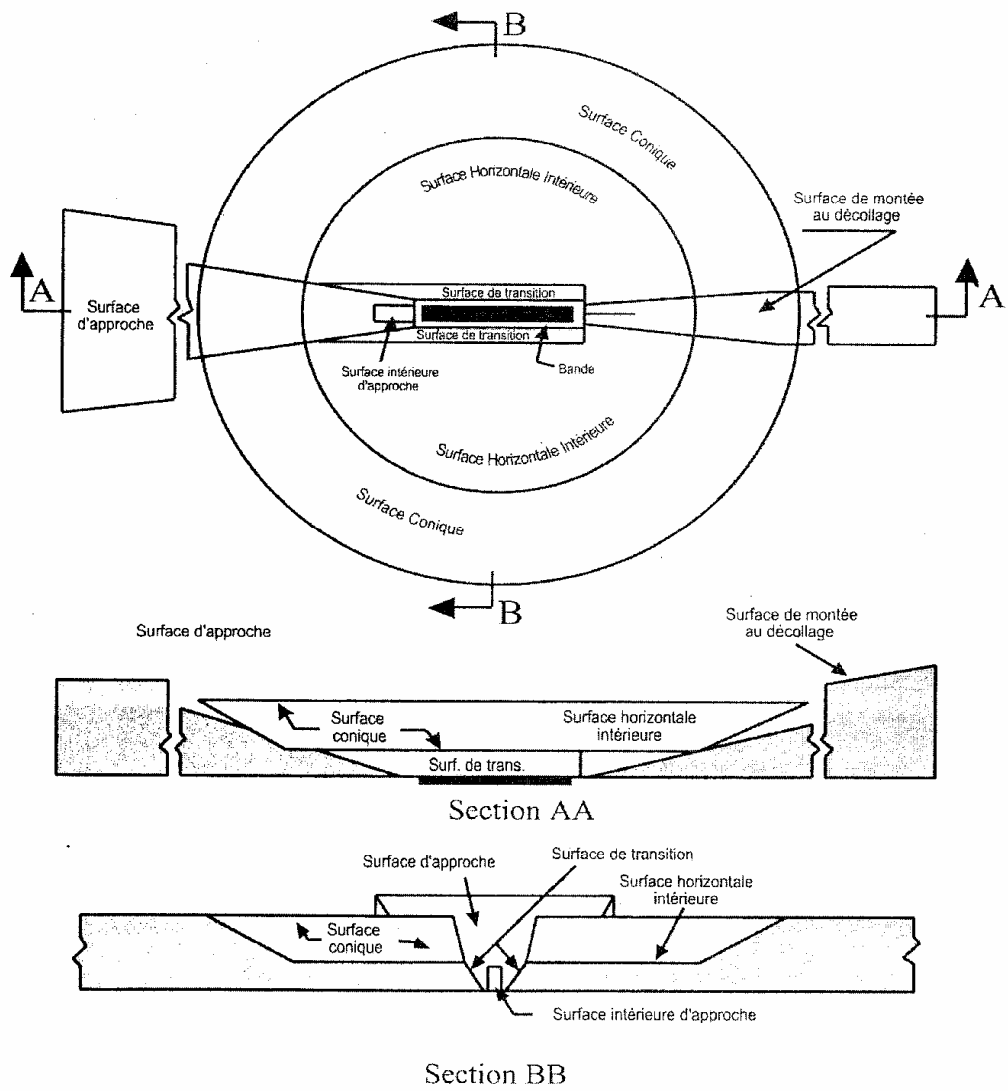 B
Surface Conique
Surface Horizontale Intérieure
Surface de montée
au décollage
A
A
Surface
d'approche
Surface de transition
Surface de transition
Surface intérieure
d'approche
Bande
Surface Horizontale Intérieure
Surface Conique
B
Surface d'approche
Surface de montée
au décollage
Surface
conique
Surface horizontale
intérieure
Surf. de trans.
Section AA
Surface d'approche
Surface de transition
Surface horizontale
intérieure
Surface
conique
Surface intérieure d'approche
Section BB